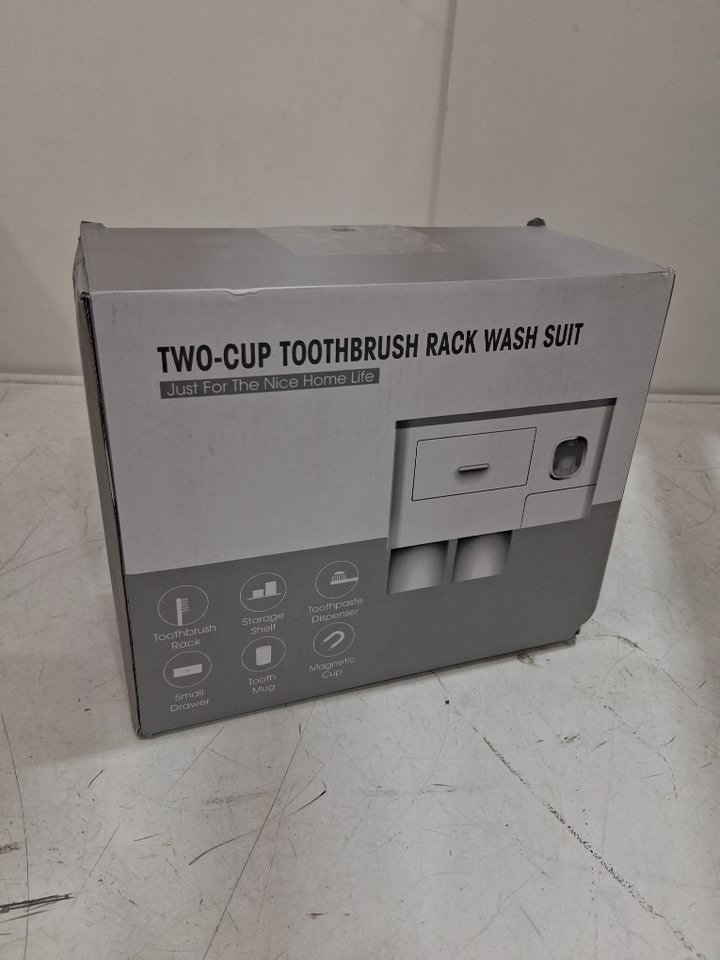 TWO-CUP TOOTHBRUSH RACK WASH SUIT
Just For The Nice Home Life
Toothbrush
Rack
Storage
Shelf
Toothpaste
Dispenser
Small
Drawer
Tooth
Mug
Magnetic
Cup